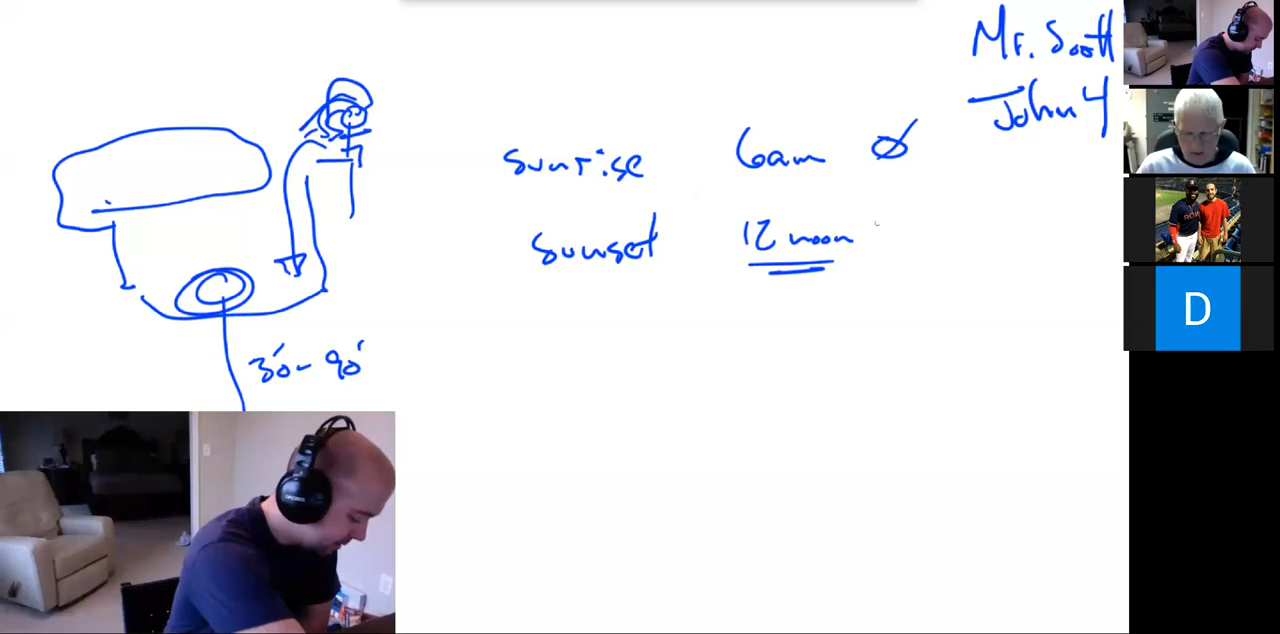 Mr. Scott
John 4
sunrise 6am Ø
sunset 12 noon
30'- 90'
D